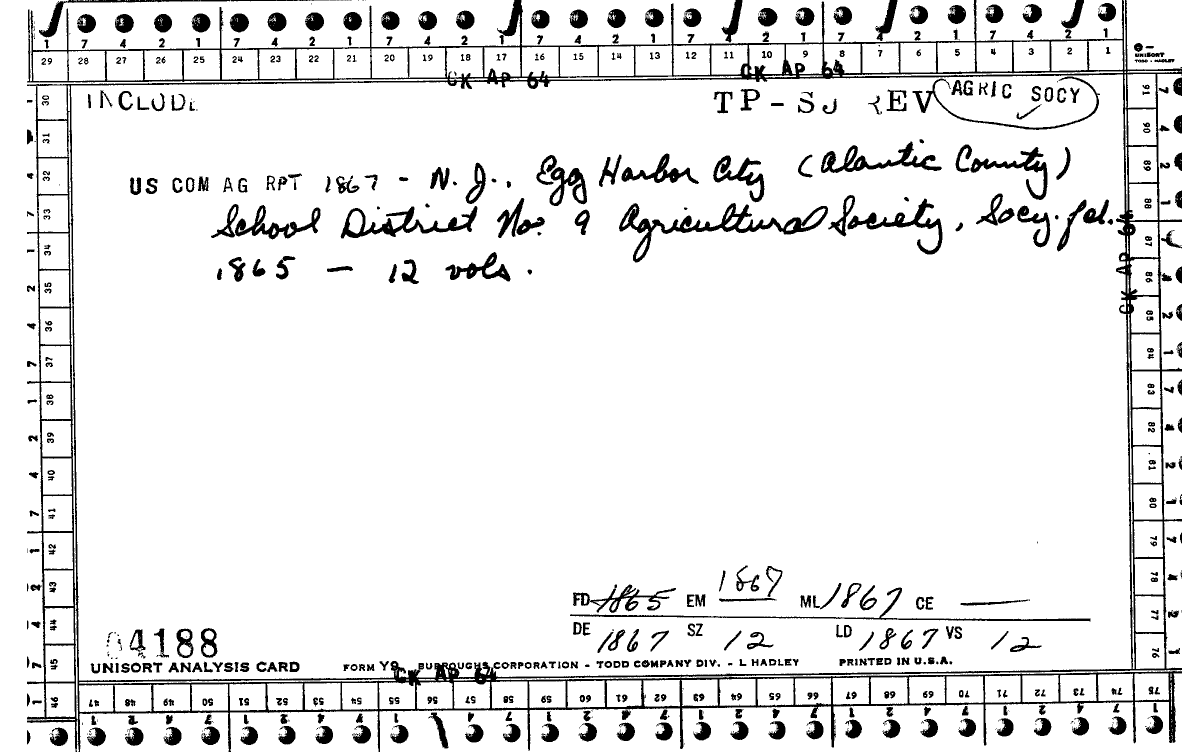 1 7 4 2 1 7 4 2 1 7 4 2 1 7 4 2 1 7 4 2 1 7 4 2 1 7 4 2 1
29 28 27 26 25 24 23 22 21 20 19 18 17 16 15 14 13 12 11 10 9 8 7 6 5 4 3 2 1
UNISORT
TODD - HADLEY
CK AP 64 CK AP 64
INCLUDE TP-SJ REV AGRIC SOCY
US COM AG RPT 1867 - N. J., Egg Harbor City (Alantic County)
School District No. 9 Agricultural Society, Socy. fd.
1865 — 12 vols.
CK AP 64
30 31 32 33 34 35 36 37 38 39 40 41 42 43 44 45 46
91 90 89 88 87 86 85 84 83 82 81 80 79 78 77 76
FD 1865 EM 1867 ML 1867 CE —
DE 1867 SZ 12 LD 1867 VS 12
04188
UNISORT ANALYSIS CARD FORM Y9 BURROUGHS CORPORATION - TODD COMPANY DIV. - L HADLEY PRINTED IN U.S.A.
CK AP 64
47 48 49 50 51 52 53 54 55 56 57 58 59 60 61 62 63 64 65 66 67 68 69 70 71 72 73 74 75